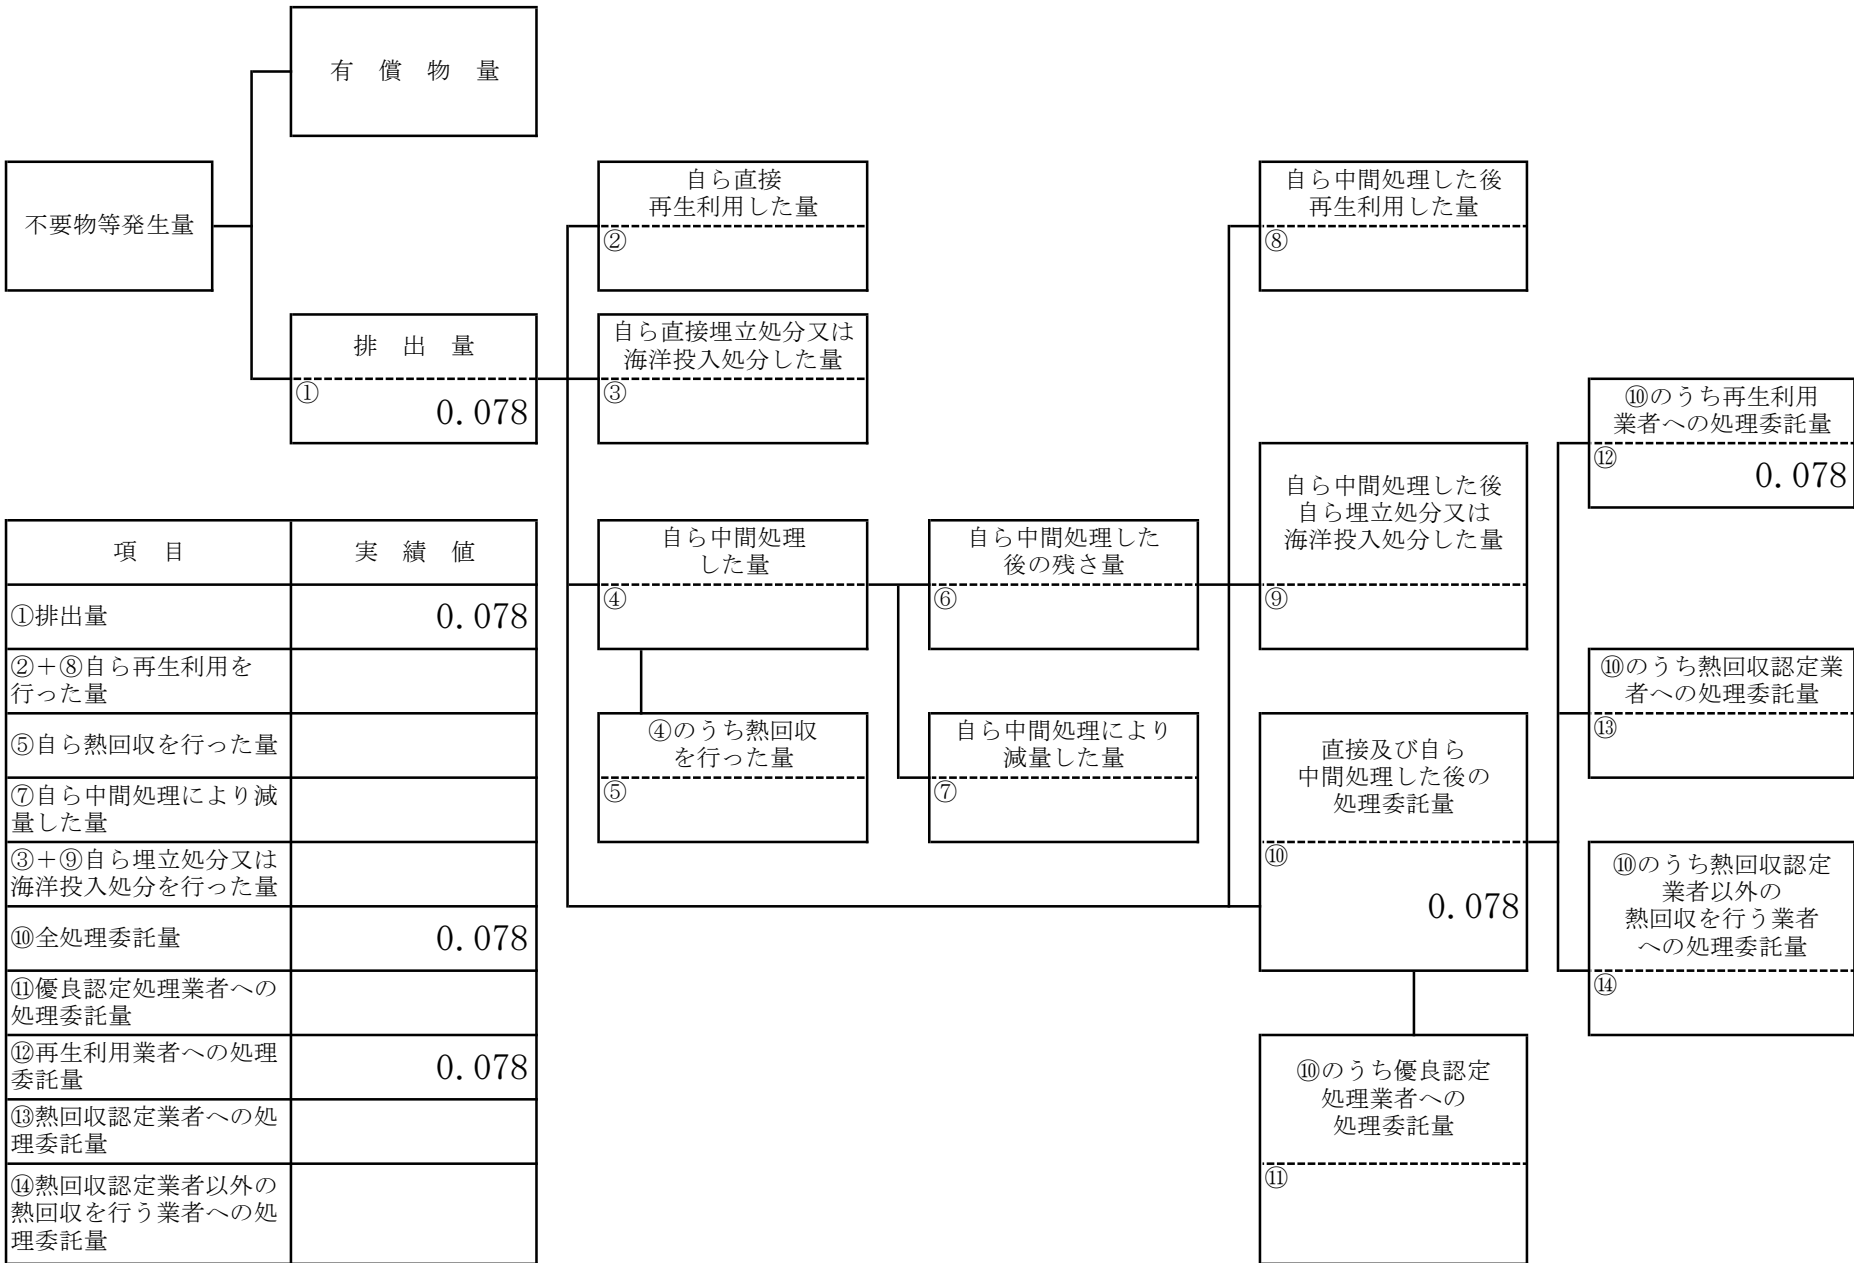 有 償 物 量
不要物等発生量
排 出 量
①
0.078
自ら直接
再生利用した量
②
自ら直接埋立処分又は
海洋投入処分した量
③
自ら中間処理
した量
④
④のうち熱回収
を行った量
⑤
自ら中間処理した
後の残さ量
⑥
自ら中間処理により
減量した量
⑦
自ら中間処理した後
再生利用した量
⑧
自ら中間処理した後
自ら埋立処分又は
海洋投入処分した量
⑨
直接及び自ら
中間処理した後の
処理委託量
⑩
0.078
⑩のうち優良認定
処理業者への
処理委託量
⑪
⑩のうち再生利用
業者への処理委託量
⑫
0.078
⑩のうち熱回収認定業
者への処理委託量
⑬
⑩のうち熱回収認定
業者以外の
熱回収を行う業者
への処理委託量
⑭
項 目 実 績 値
①排出量 0.078
②+⑧自ら再生利用を
行った量
⑤自ら熱回収を行った量
⑦自ら中間処理により減
量した量
③+⑨自ら埋立処分又は
海洋投入処分を行った量
⑩全処理委託量 0.078
⑪優良認定処理業者への
処理委託量
⑫再生利用業者への処理
委託量 0.078
⑬熱回収認定業者への処
理委託量
⑭熱回収認定業者以外の
熱回収を行う業者への処
理委託量